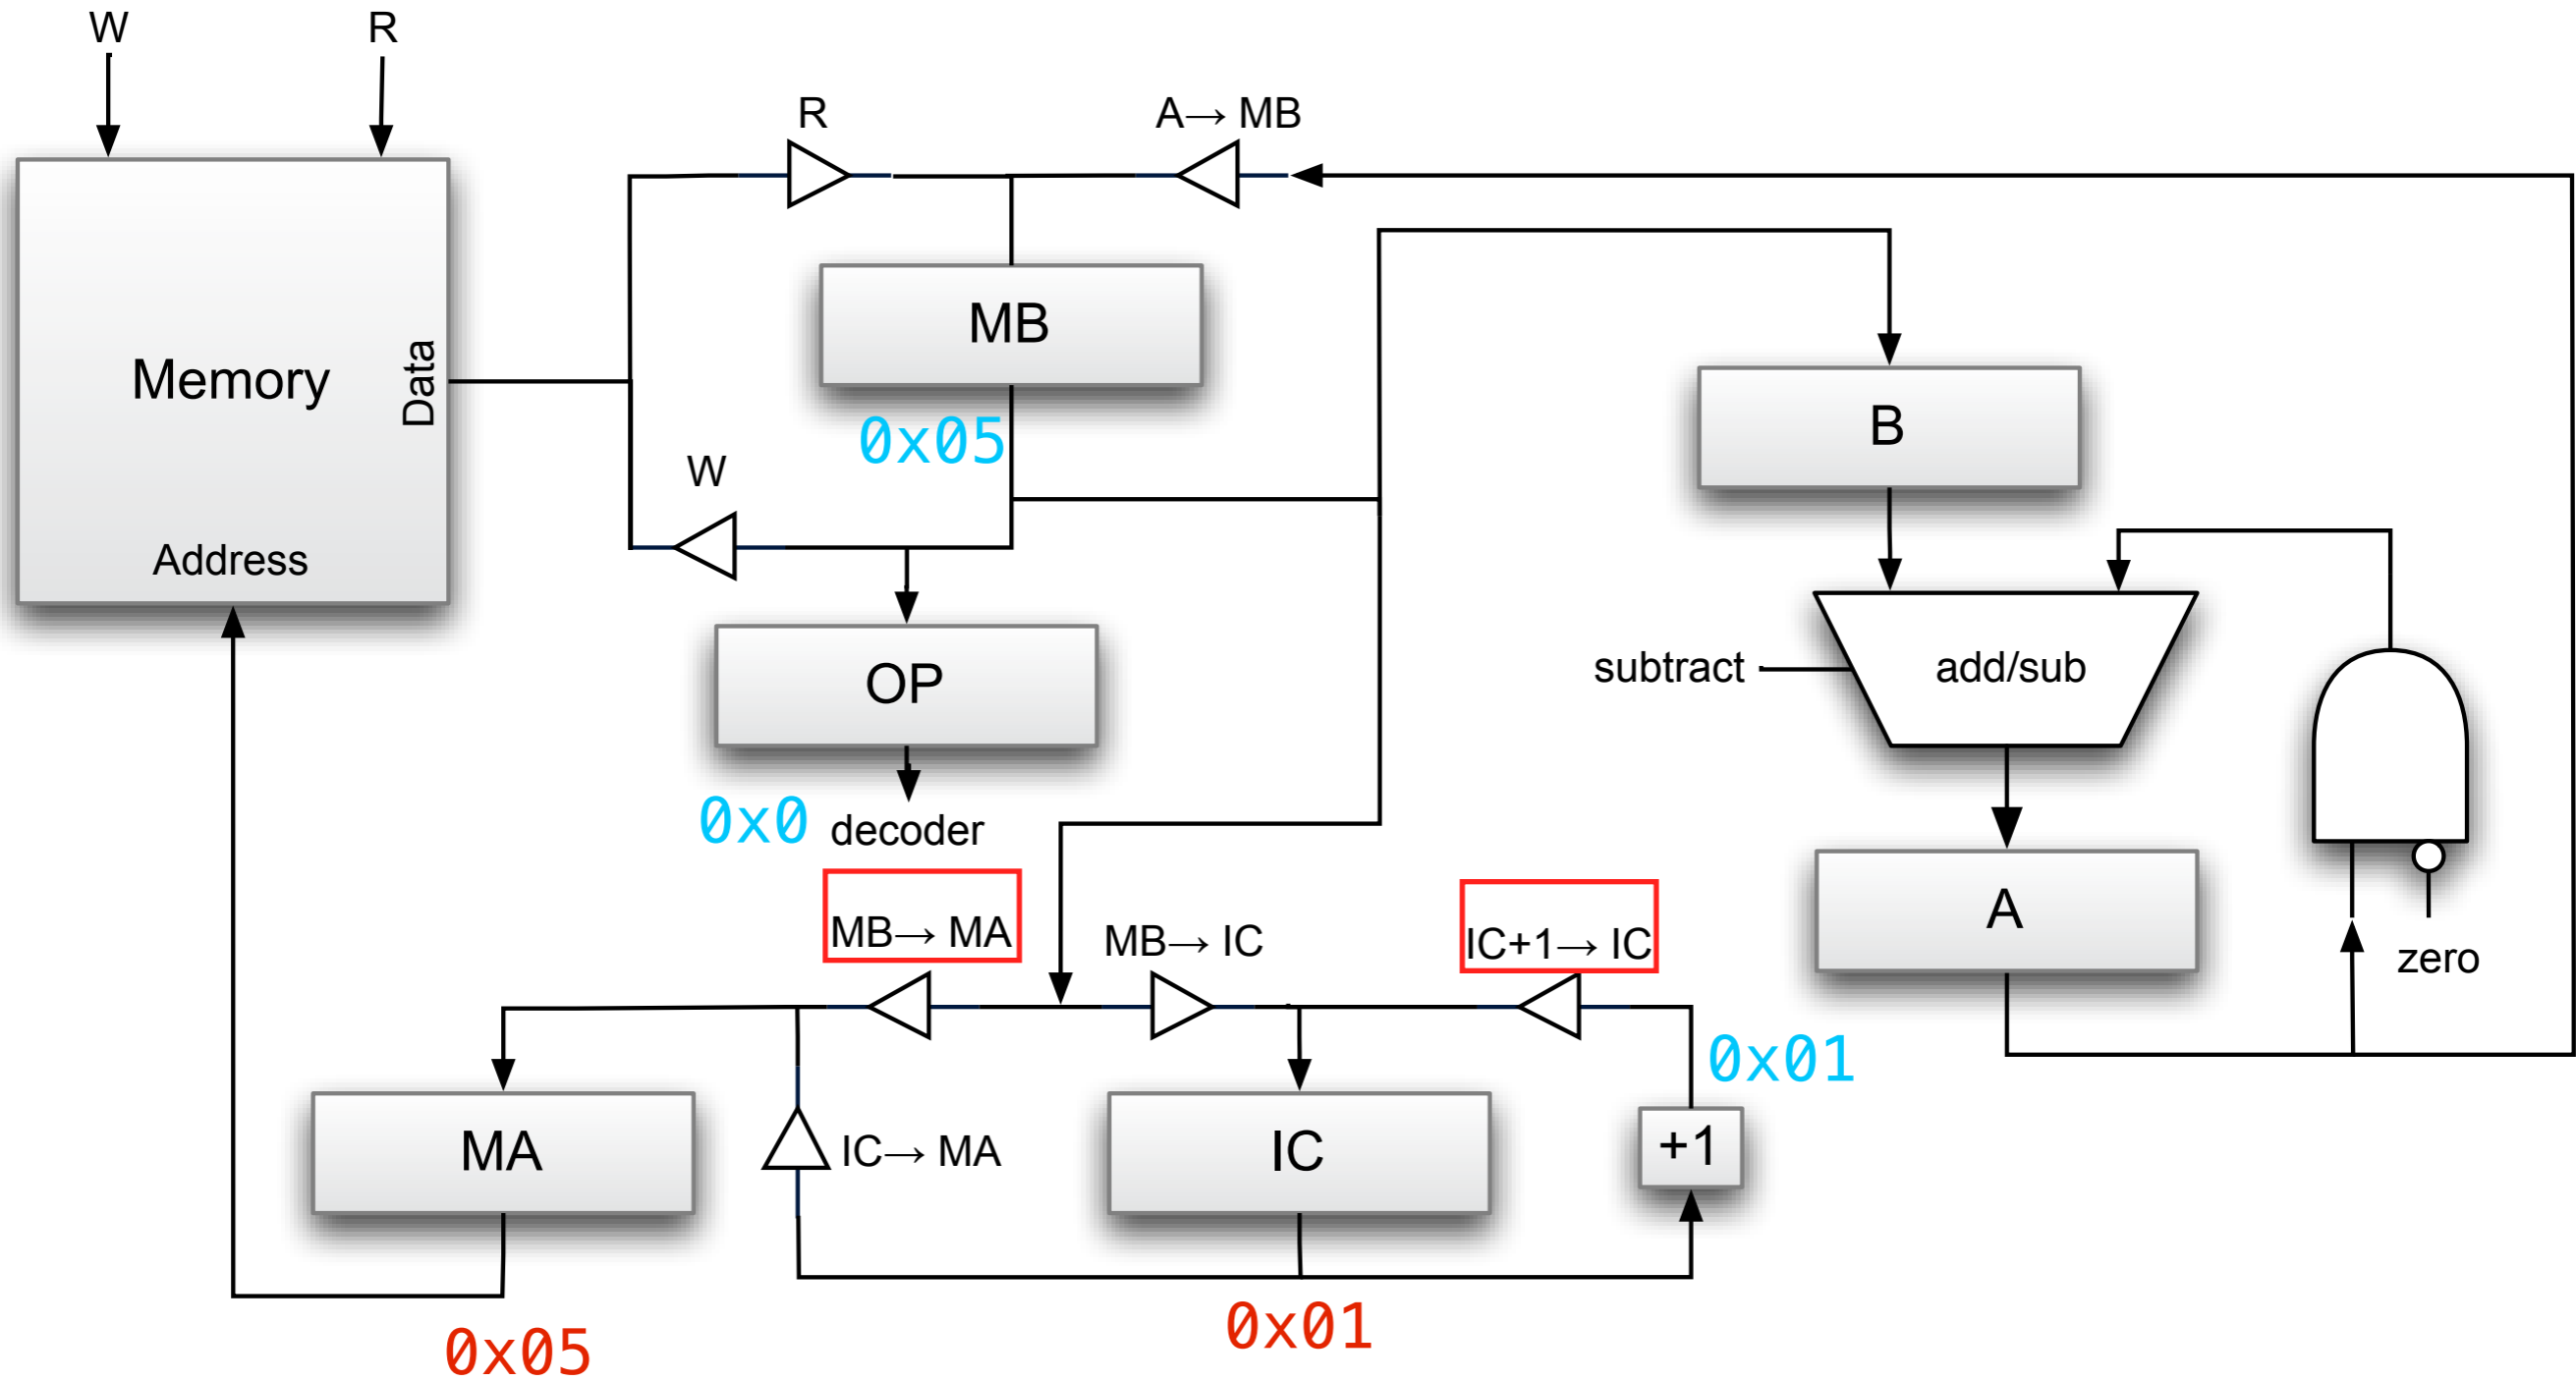 W
R
R
A→ MB
Memory
Data
Address
MB
0x05
W
B
OP
0x0
decoder
subtract
add/sub
A
zero
MB→ MA
MB→ IC
IC+1→ IC
0x01
MA
IC→ MA
IC
+1
0x05
0x01